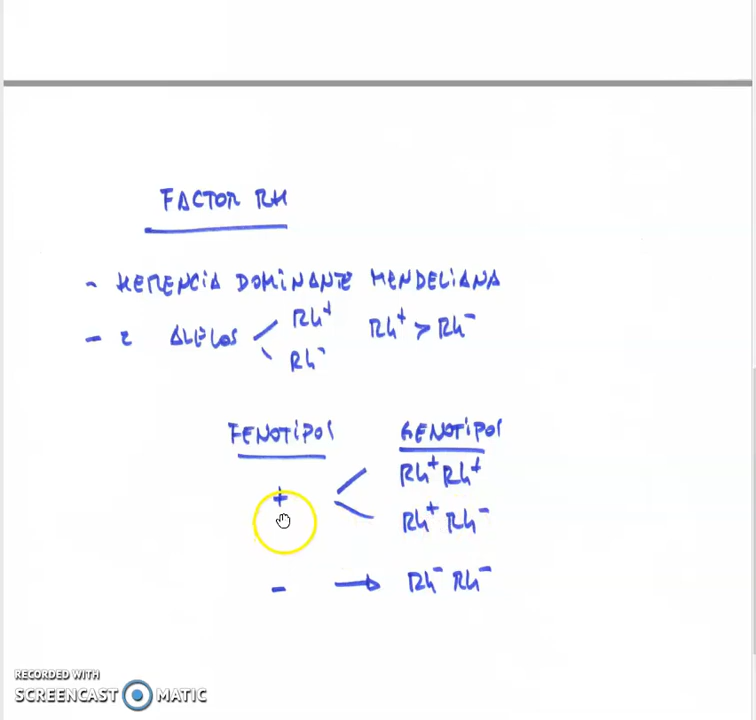 FACTOR RH
- HERENCIA DOMINANTE MENDELIANA
- 2 ALELOS < Rh+ Rh+ > Rh-
Rh-
FENOTIPOS GENOTIPOS
+ < Rh+ Rh+
Rh+ Rh-
- → Rh- Rh-
RECORDED WITH
SCREENCAST MATIC